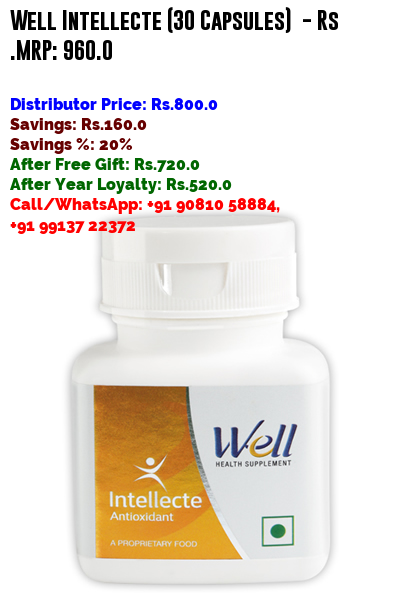 Well Intellecte (30 Capsules)  - Rs
.MRP: 960.0
Distributor Price: Rs.800.0
Savings: Rs.160.0
Savings %: 20%
After Free Gift: Rs.720.0
After Year Loyalty: Rs.520.0
Call/WhatsApp: +91 90810 58884,
+91 99137 22372
Well
HEALTH SUPPLEMENT
Intellecte
Antioxidant
A PROPRIETARY FOOD